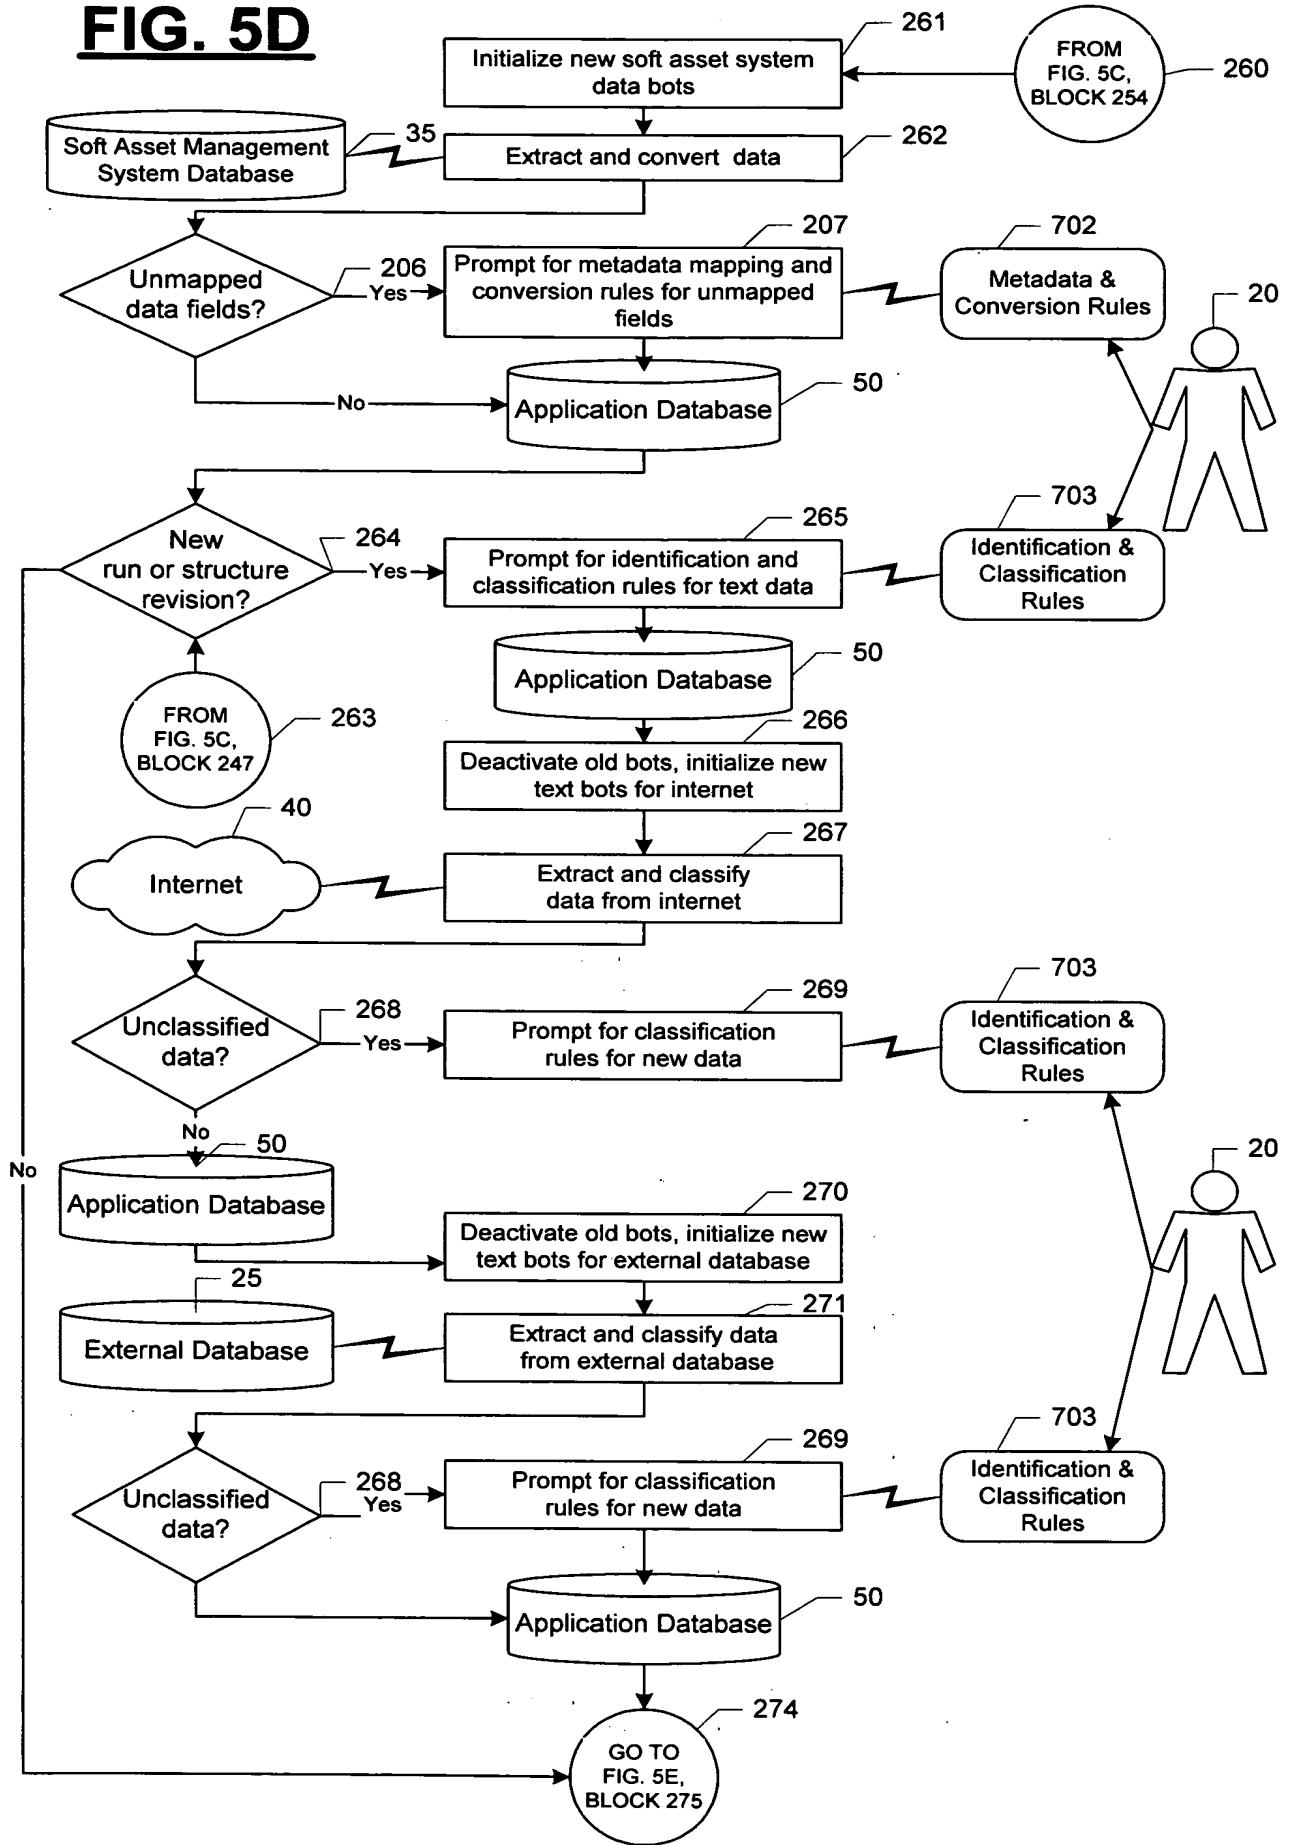 FIG. 5D
261
Initialize new soft asset system
data bots
FROM
FIG. 5C,
BLOCK 254
260
Soft Asset Management
System Database
35
Extract and convert data
262
Unmapped
data fields?
206
Yes
207
Prompt for metadata mapping and
conversion rules for unmapped
fields
702
Metadata &
Conversion Rules
20
No
Application Database
50
New
run or structure
revision?
264
Yes
265
Prompt for identification and
classification rules for text data
703
Identification &
Classification
Rules
Application Database
50
FROM
FIG. 5C,
BLOCK 247
263
266
Deactivate old bots, initialize new
text bots for internet
40
Internet
267
Extract and classify
data from internet
Unclassified
data?
268
Yes
269
Prompt for classification
rules for new data
703
Identification &
Classification
Rules
No
No
50
Application Database
20
270
Deactivate old bots, initialize new
text bots for external database
25
External Database
271
Extract and classify data
from external database
Unclassified
data?
268
Yes
269
Prompt for classification
rules for new data
703
Identification &
Classification
Rules
Application Database
50
274
GO TO
FIG. 5E,
BLOCK 275